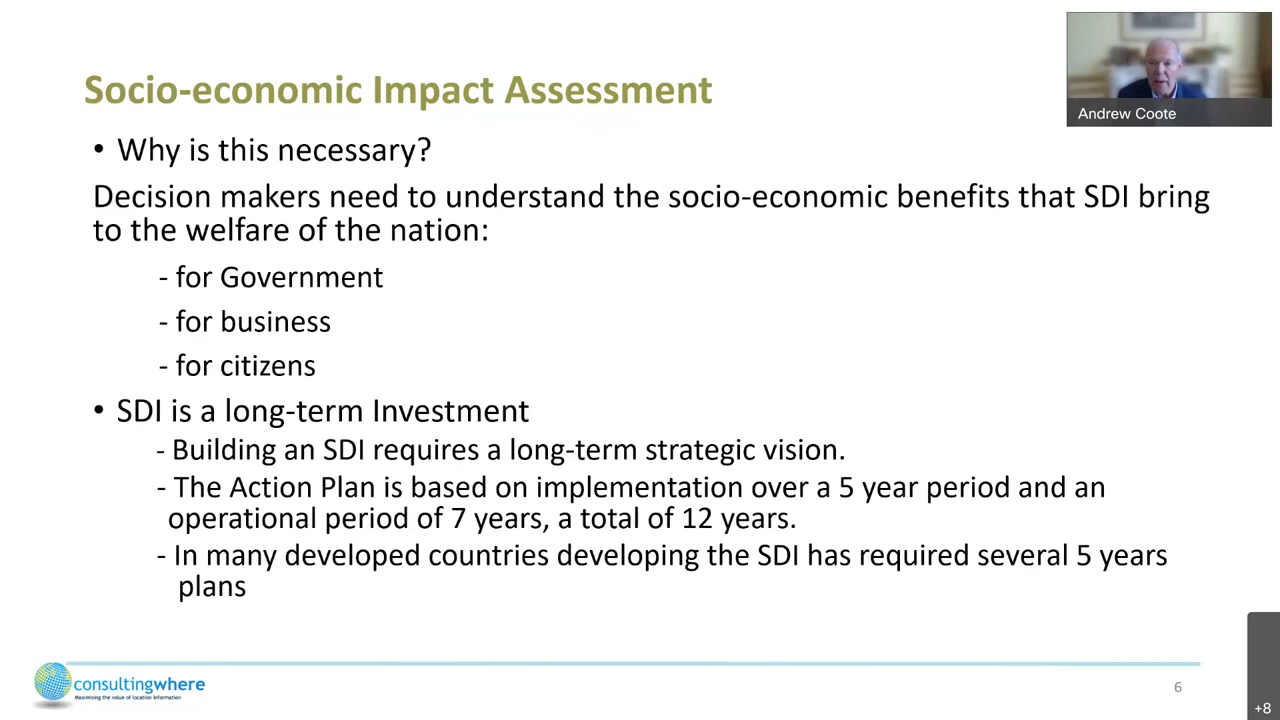 Socio-economic Impact Assessment
Andrew Coote
• Why is this necessary?
Decision makers need to understand the socio-economic benefits that SDI bring
to the welfare of the nation:
- for Government
- for business
- for citizens
• SDI is a long-term Investment
- Building an SDI requires a long-term strategic vision.
- The Action Plan is based on implementation over a 5 year period and an
operational period of 7 years, a total of 12 years.
- In many developed countries developing the SDI has required several 5 years
plans
consultingwhere
Maximising the value of location information
6
+8